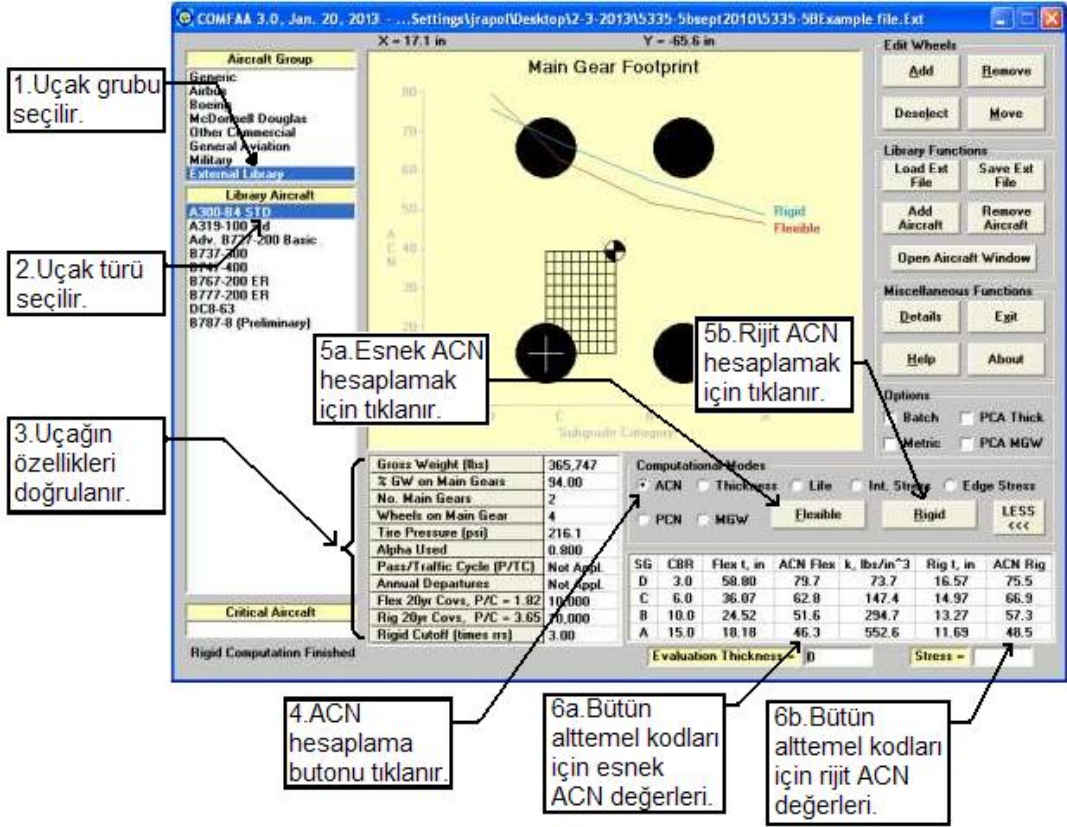 COMFAA 3.0, Jan. 20, 2013 - ...Settings\jrapol\Desktop\2-3-2013\5335-5bsept2010\5335-5BExample file.Ext
X = 17.1 in
Y = -65.6 in
Aircraft Group
Generic
Airbus
Boeing
McDonnell Douglas
Other Commercial
General Aviation
Military
External Library
Library Aircraft
A300-B4 STD
A319-100
Adv. B727-200 Basic
B737-300
B747-400
B767-200 ER
B777-200 ER
DC8-63
B787-8 (Preliminary)
Critical Aircraft
Rigid Computation Finished
Main Gear Footprint
80
70
60
50
40
30
20
A
C
N
Rigid
Flexible
D
C
B
A
Subgrade Category
Edit Wheels
Add
Remove
Deselect
Move
Library Functions
Load Ext File
Save Ext File
Add Aircraft
Remove Aircraft
Open Aircraft Window
Miscellaneous Functions
Details
Exit
Help
About
Options
Batch
PCA Thick
Metric
PCA MGW
Gross Weight (lbs) 365,747
% GW on Main Gears 94.00
No. Main Gears 2
Wheels on Main Gear 4
Tire Pressure (psi) 216.1
Alpha Used 0.800
Pass/Traffic Cycle (P/TC) Not Appl.
Annual Departures Not Appl.
Flex 20yr Covs, P/C = 1.82 10,000
Rig 20yr Covs, P/C = 3.65 10,000
Rigid Cutoff (times rrs) 3.00
Computational Modes
ACN
Thickness
Life
Int. Stress
Edge Stress
PCN
MGW
Flexible
Rigid
LESS
<<<
SG CBR Flex t, in ACN Flex k, lbs/in^3 Rig t, in ACN Rig
D 3.0 58.80 79.7 73.7 16.57 75.5
C 6.0 36.07 62.8 147.4 14.97 66.9
B 10.0 24.52 51.6 294.7 13.27 57.3
A 15.0 18.18 46.3 552.6 11.69 48.5
Evaluation Thickness = 0
Stress =
1.Uçak grubu
seçilir.
2.Uçak türü
seçilir.
3.Uçağın
özellikleri
doğrulanır.
4.ACN
hesaplama
butonu tıklanır.
5a.Esnek ACN
hesaplamak
için tıklanır.
5b.Rijit ACN
hesaplamak
için tıklanır.
6a.Bütün
alttemel kodları
için esnek
ACN değerleri.
6b.Bütün
alttemel kodları
için rijit ACN
değerleri.